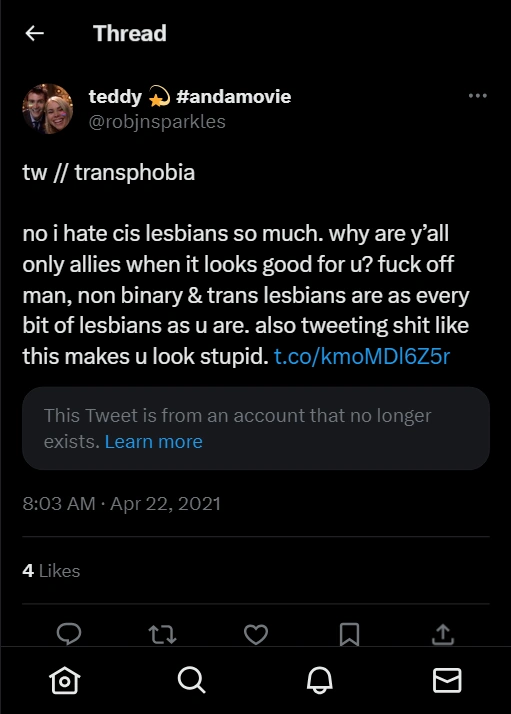 Thread
teddy 💫 #andamovie
@robjnsparkles
tw // transphobia
no i hate cis lesbians so much. why are y’all
only allies when it looks good for u? fuck off
man, non binary & trans lesbians are as every
bit of lesbians as u are. also tweeting shit like
this makes u look stupid. t.co/kmoMDl6Z5r
This Tweet is from an account that no longer
exists. Learn more
8:03 AM · Apr 22, 2021
4 Likes